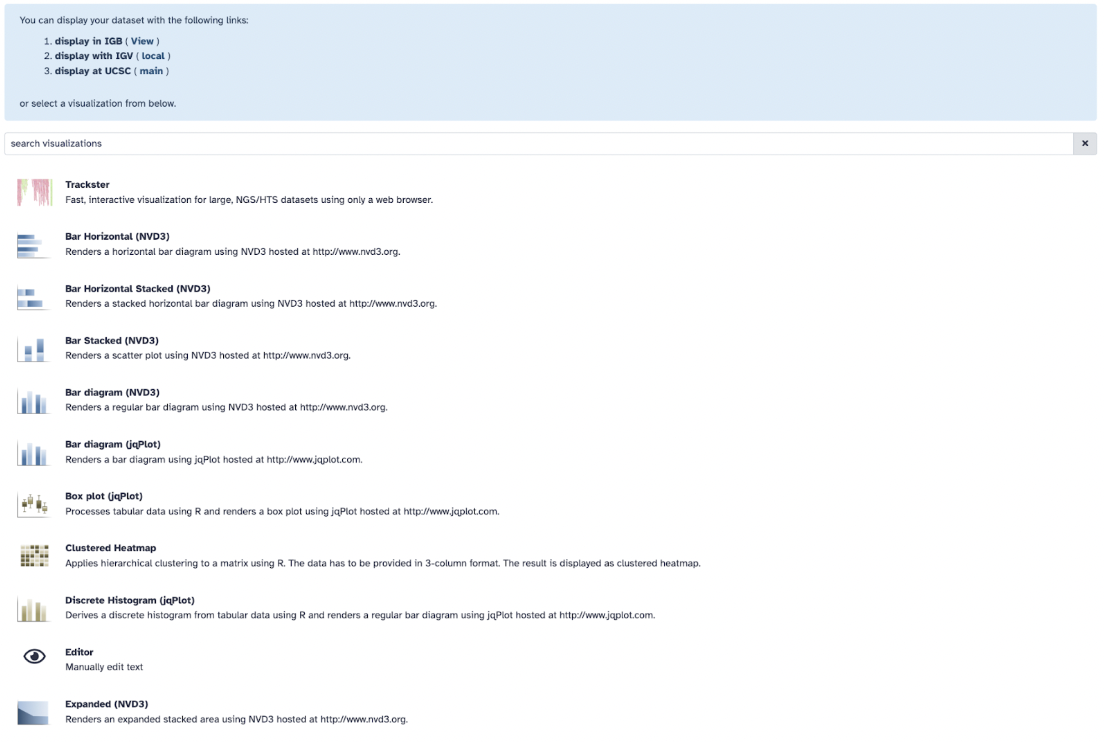 You can display your dataset with the following links:
1. display in IGB ( View )
2. display with IGV ( local )
3. display at UCSC ( main )
or select a visualization from below.
search visualizations
Trackster
Fast, interactive visualization for large, NGS/HTS datasets using only a web browser.
Bar Horizontal (NVD3)
Renders a horizontal bar diagram using NVD3 hosted at http://www.nvd3.org.
Bar Horizontal Stacked (NVD3)
Renders a stacked horizontal bar diagram using NVD3 hosted at http://www.nvd3.org.
Bar Stacked (NVD3)
Renders a scatter plot using NVD3 hosted at http://www.nvd3.org.
Bar diagram (NVD3)
Renders a regular bar diagram using NVD3 hosted at http://www.nvd3.org.
Bar diagram (jqPlot)
Renders a bar diagram using jqPlot hosted at http://www.jqplot.com.
Box plot (jqPlot)
Processes tabular data using R and renders a box plot using jqPlot hosted at http://www.jqplot.com.
Clustered Heatmap
Applies hierarchical clustering to a matrix using R. The data has to be provided in 3-column format. The result is displayed as clustered heatmap.
Discrete Histogram (jqPlot)
Derives a discrete histogram from tabular data using R and renders a regular bar diagram using jqPlot hosted at http://www.jqplot.com.
Editor
Manually edit text
Expanded (NVD3)
Renders an expanded stacked area using NVD3 hosted at http://www.nvd3.org.